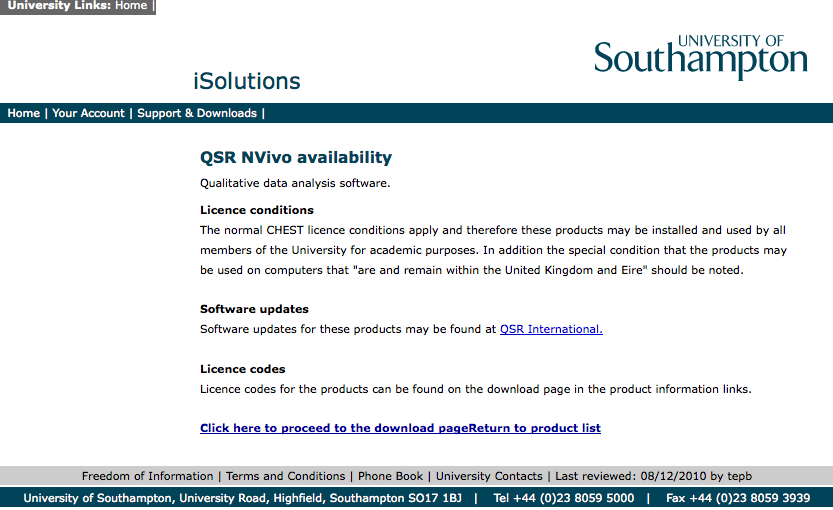 University Links: Home |
UNIVERSITY OF
Southampton
iSolutions
Home | Your Account | Support & Downloads |
QSR NVivo availability
Qualitative data analysis software.
Licence conditions
The normal CHEST licence conditions apply and therefore these products may be installed and used by all
members of the University for academic purposes. In addition the special condition that the products may
be used on computers that "are and remain within the United Kingdom and Eire" should be noted.
Software updates
Software updates for these products may be found at QSR International.
Licence codes
Licence codes for the products can be found on the download page in the product information links.
Click here to proceed to the download pageReturn to product list
Freedom of Information | Terms and Conditions | Phone Book | University Contacts | Last reviewed: 08/12/2010 by tepb
University of Southampton, University Road, Highfield, Southampton SO17 1BJ | Tel +44 (0)23 8059 5000 | Fax +44 (0)23 8059 3939